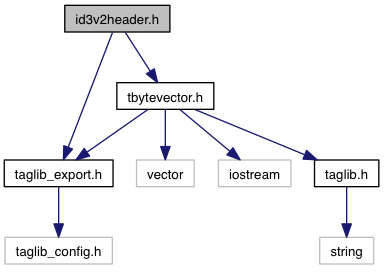 id3v2header.h
tbytevector.h
taglib_export.h
vector
iostream
taglib.h
taglib_config.h
string